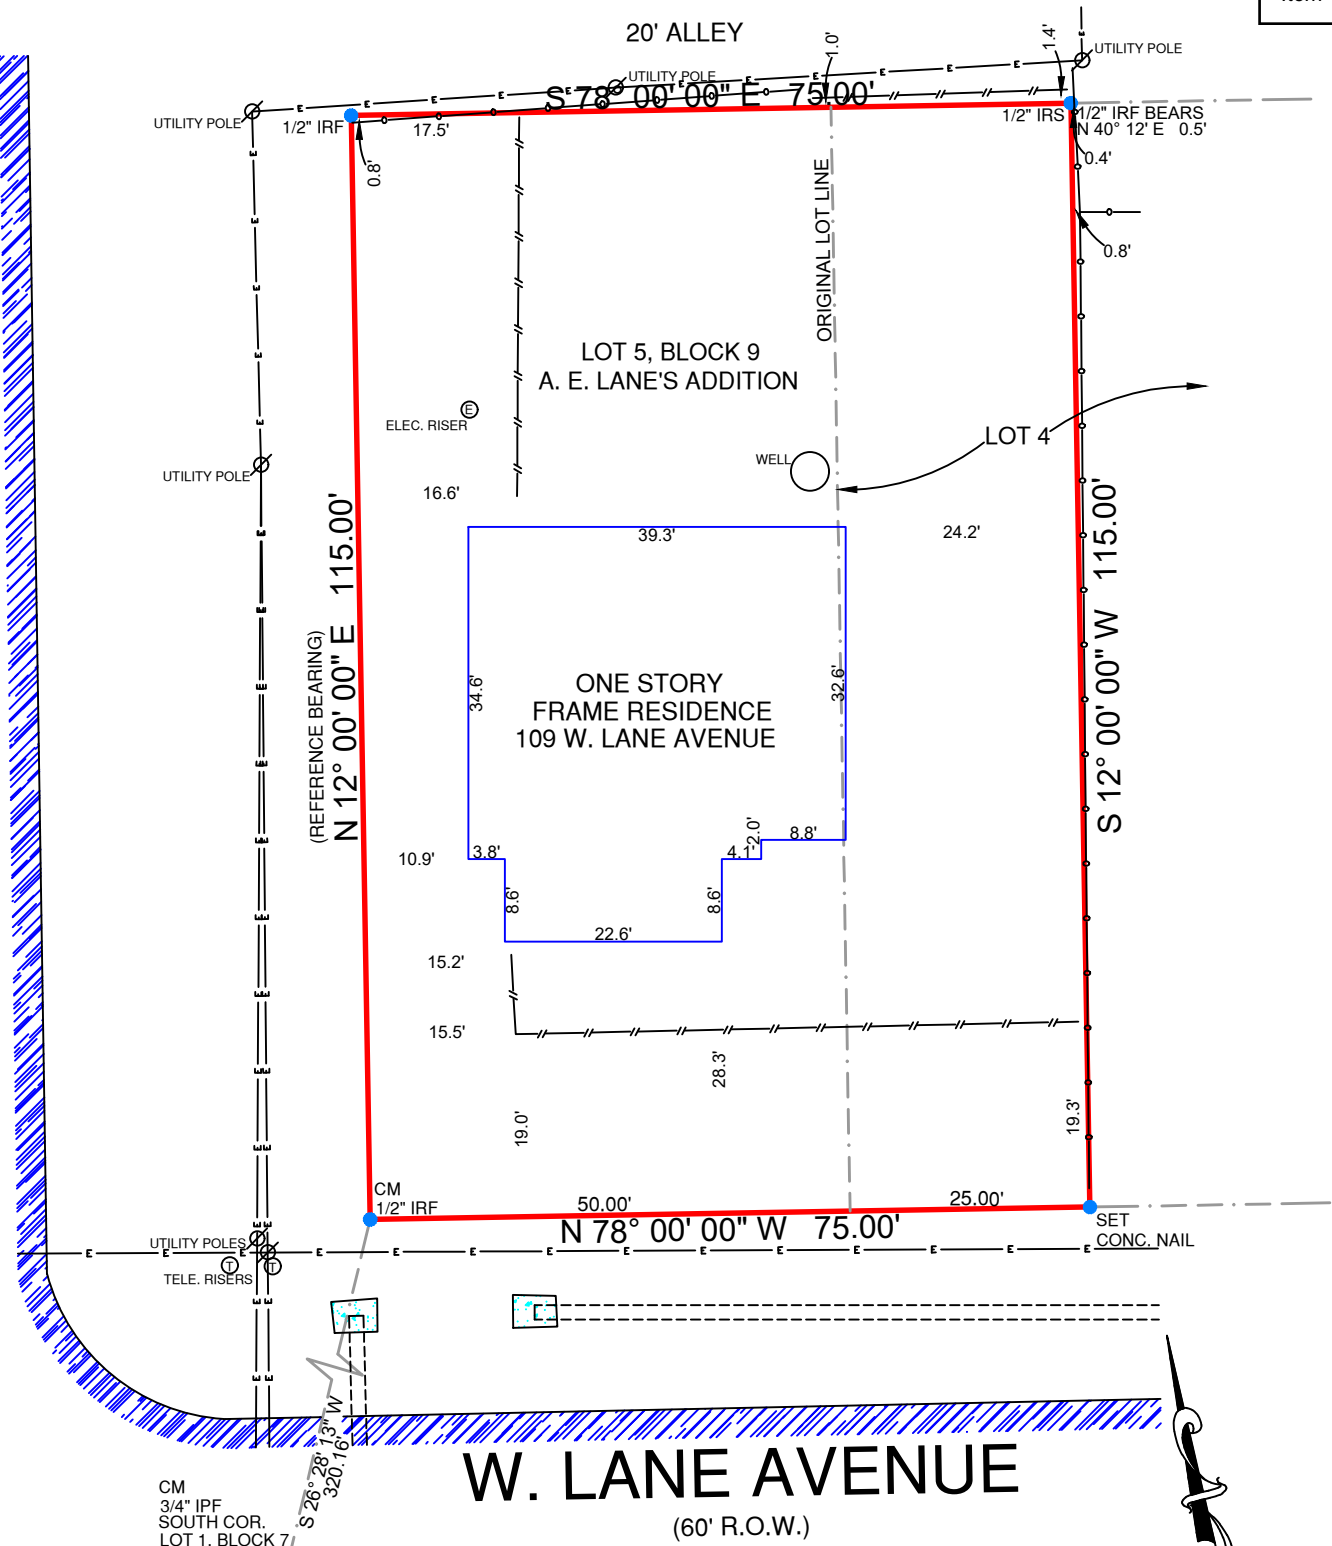 20' ALLEY
1.0'
1.4'
UTILITY POLE
UTILITY POLE
S 78° 00' 00" E 75.00'
UTILITY POLE
1/2" IRF
17.5'
0.8'
1/2" IRS
1/2" IRF BEARS
N 40° 12' E 0.5'
0.4'
0.8'
ORIGINAL LOT LINE
LOT 5, BLOCK 9
A. E. LANE'S ADDITION
E
ELEC. RISER
LOT 4
WELL
UTILITY POLE
16.6'
39.3'
24.2'
(REFERENCE BEARING)
N 12° 00' 00" E 115.00'
S 12° 00' 00" W 115.00'
34.6'
32.6'
ONE STORY
FRAME RESIDENCE
109 W. LANE AVENUE
10.9'
3.8'
4.1'
2.0'
8.8'
8.6'
8.6'
22.6'
15.2'
15.5'
28.3'
19.0'
19.3'
CM
1/2" IRF
50.00'
25.00'
N 78° 00' 00" W 75.00'
SET
CONC. NAIL
UTILITY POLES
T
T
TELE. RISERS
S 26° 28' 13" W
320.16'
W. LANE AVENUE
(60' R.O.W.)
CM
3/4" IPF
SOUTH COR.
LOT 1, BLOCK 7